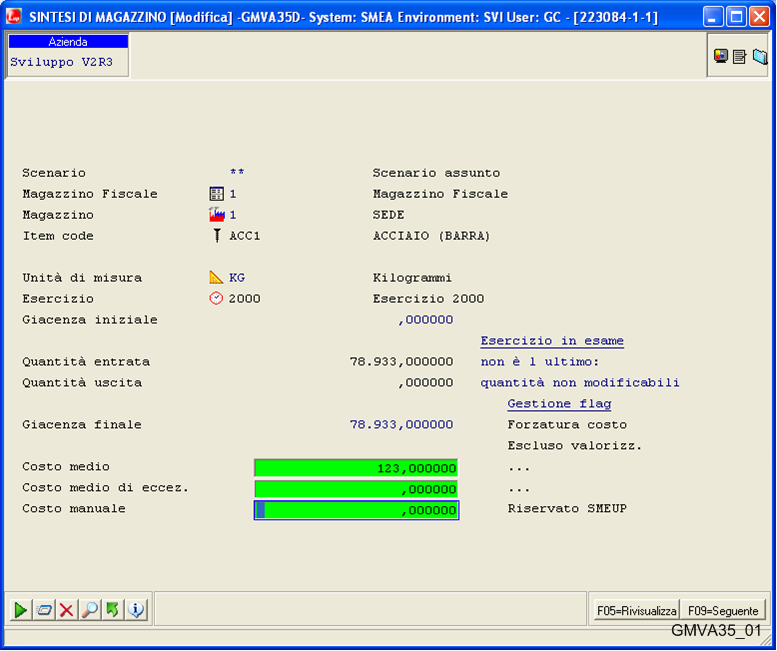 SINTESI DI MAGAZZINO [Modifica] -GMVA35D- System: SMEA Environment: SVI User: GC - [223084-1-1]
Azienda
Sviluppo V2R3
Scenario ** Scenario assunto
Magazzino Fiscale 1 Magazzino Fiscale
Magazzino 1 SEDE
Item code ACC1 ACCIAIO (BARRA)
Unità di misura KG Kilogrammi
Esercizio 2000 Esercizio 2000
Giacenza iniziale ,000000
Esercizio in esame
Quantità entrata 78.933,000000 non è l ultimo:
Quantità uscita ,000000 quantità non modificabili
Gestione flag
Giacenza finale 78.933,000000 Forzatura costo
Escluso valorizz.
Costo medio 123,000000 ...
Costo medio di eccez. ,000000 ...
Costo manuale ,000000 Riservato SMEUP
F05=Rivisualizza F09=Seguente
GMVA35_01